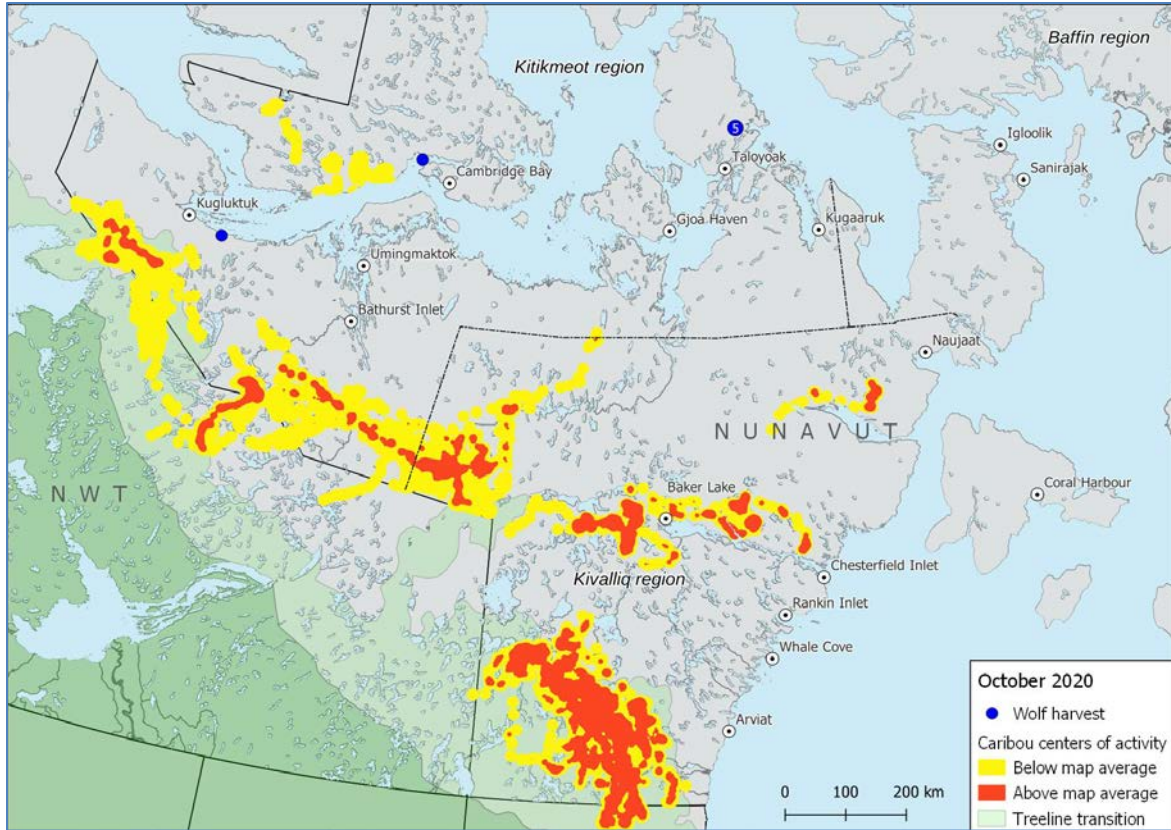 Baffin region
Kitikmeot region
5
Igloolik
Taloyoak
Sanirajak
Cambridge Bay
Kugluktuk
Gjoa Haven
Kugaaruk
Umingmaktok
Bathurst Inlet
Naujaat
NUNAVUT
NWT
Baker Lake
Coral Harbour
Chesterfield Inlet
Kivalliq region
Rankin Inlet
Whale Cove
Arviat
October 2020
Wolf harvest
Caribou centers of activity
Below map average
Above map average
Treeline transition
0 100 200 km